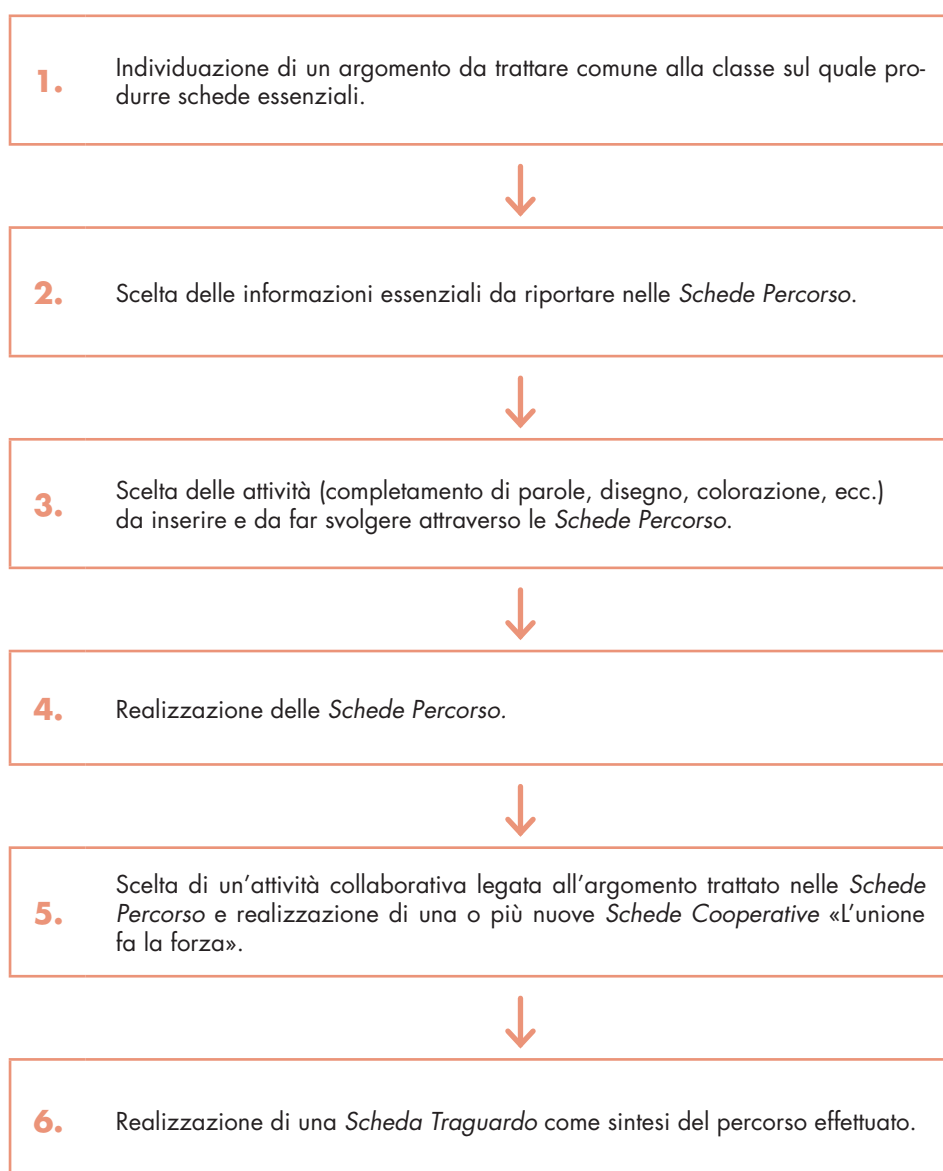 1. Individuazione di un argomento da trattare comune alla classe sul quale pro-
durre schede essenziali.
2. Scelta delle informazioni essenziali da riportare nelle Schede Percorso.
3. Scelta delle attività (completamento di parole, disegno, colorazione, ecc.)
da inserire e da far svolgere attraverso le Schede Percorso.
4. Realizzazione delle Schede Percorso.
5. Scelta di un’attività collaborativa legata all’argomento trattato nelle Schede
Percorso e realizzazione di una o più nuove Schede Cooperative «L’unione
fa la forza».
6. Realizzazione di una Scheda Traguardo come sintesi del percorso effettuato.